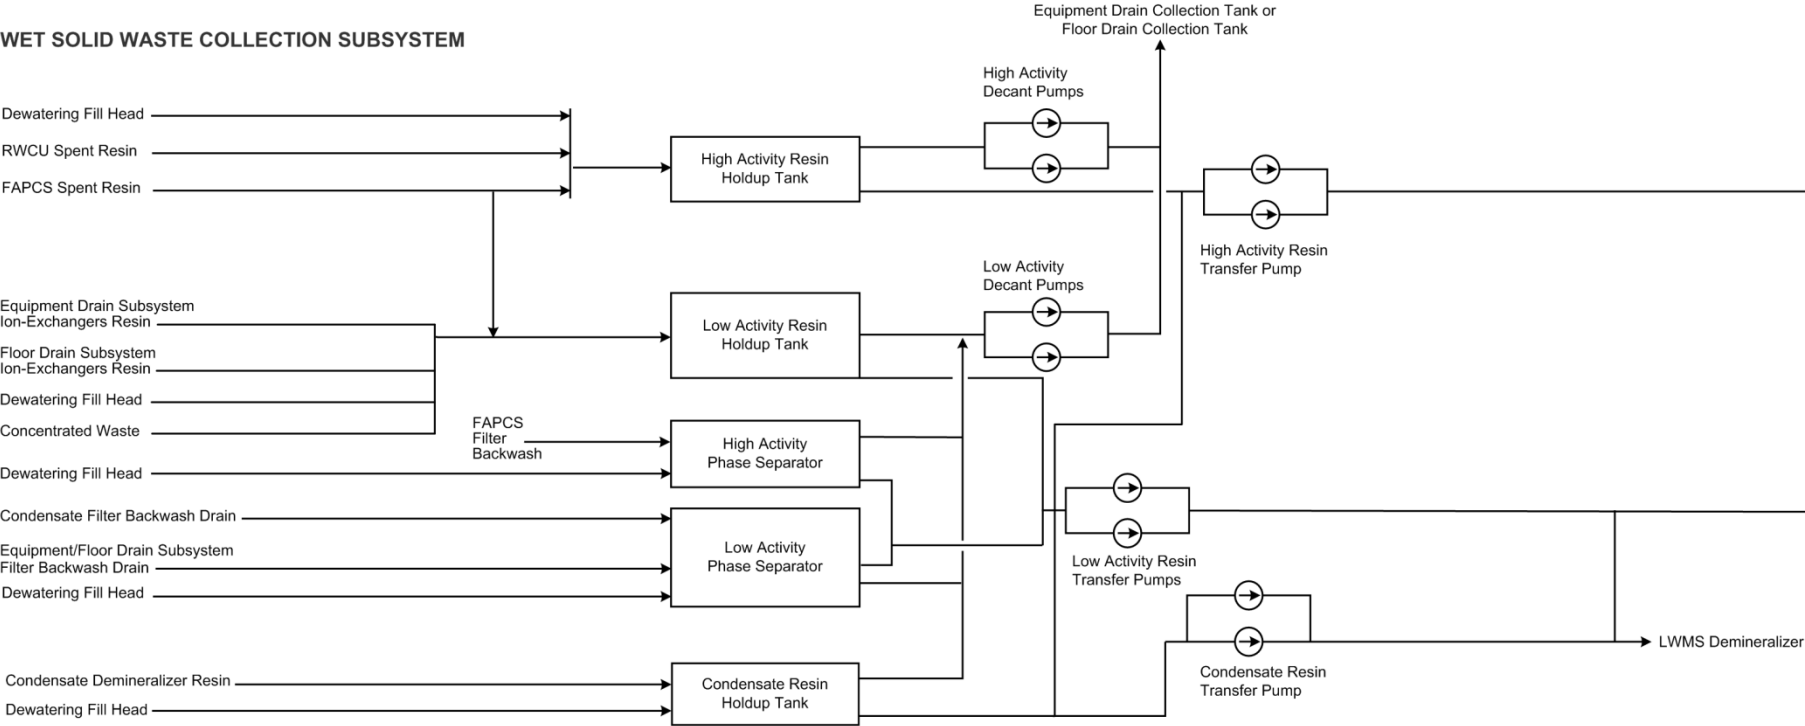 Equipment Drain Collection Tank or
Floor Drain Collection Tank
WET SOLID WASTE COLLECTION SUBSYSTEM
High Activity
Decant Pumps
Dewatering Fill Head
RWCU Spent Resin
FAPCS Spent Resin
High Activity Resin
Holdup Tank
High Activity Resin
Transfer Pump
Low Activity
Decant Pumps
Equipment Drain Subsystem
Ion-Exchangers Resin
Floor Drain Subsystem
Ion-Exchangers Resin
Dewatering Fill Head
Concentrated Waste
Low Activity Resin
Holdup Tank
FAPCS
Filter
Backwash
Dewatering Fill Head
High Activity
Phase Separator
Condensate Filter Backwash Drain
Equipment/Floor Drain Subsystem
Filter Backwash Drain
Dewatering Fill Head
Low Activity
Phase Separator
Low Activity Resin
Transfer Pumps
LWMS Demineralizer
Condensate Resin
Transfer Pump
Condensate Demineralizer Resin
Dewatering Fill Head
Condensate Resin
Holdup Tank